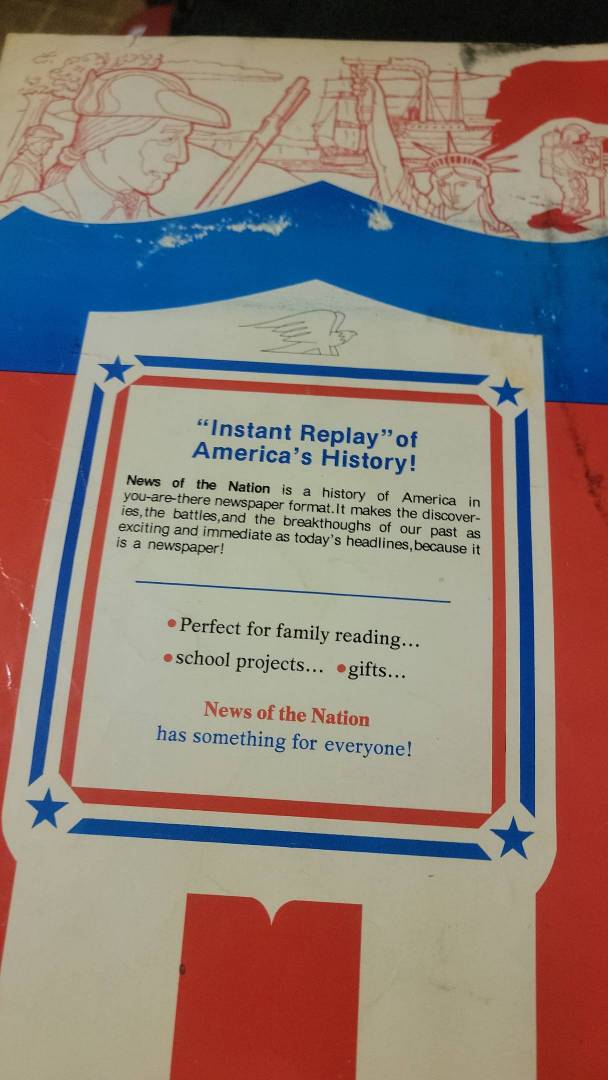 “Instant Replay”of
America’s History!
News of the Nation is a history of America in
you-are-there newspaper format.It makes the discover-
ies,the battles,and the breakthoughs of our past as
exciting and immediate as today’s headlines,because it
is a newspaper!
•Perfect for family reading...
•school projects... •gifts...
News of the Nation
has something for everyone!